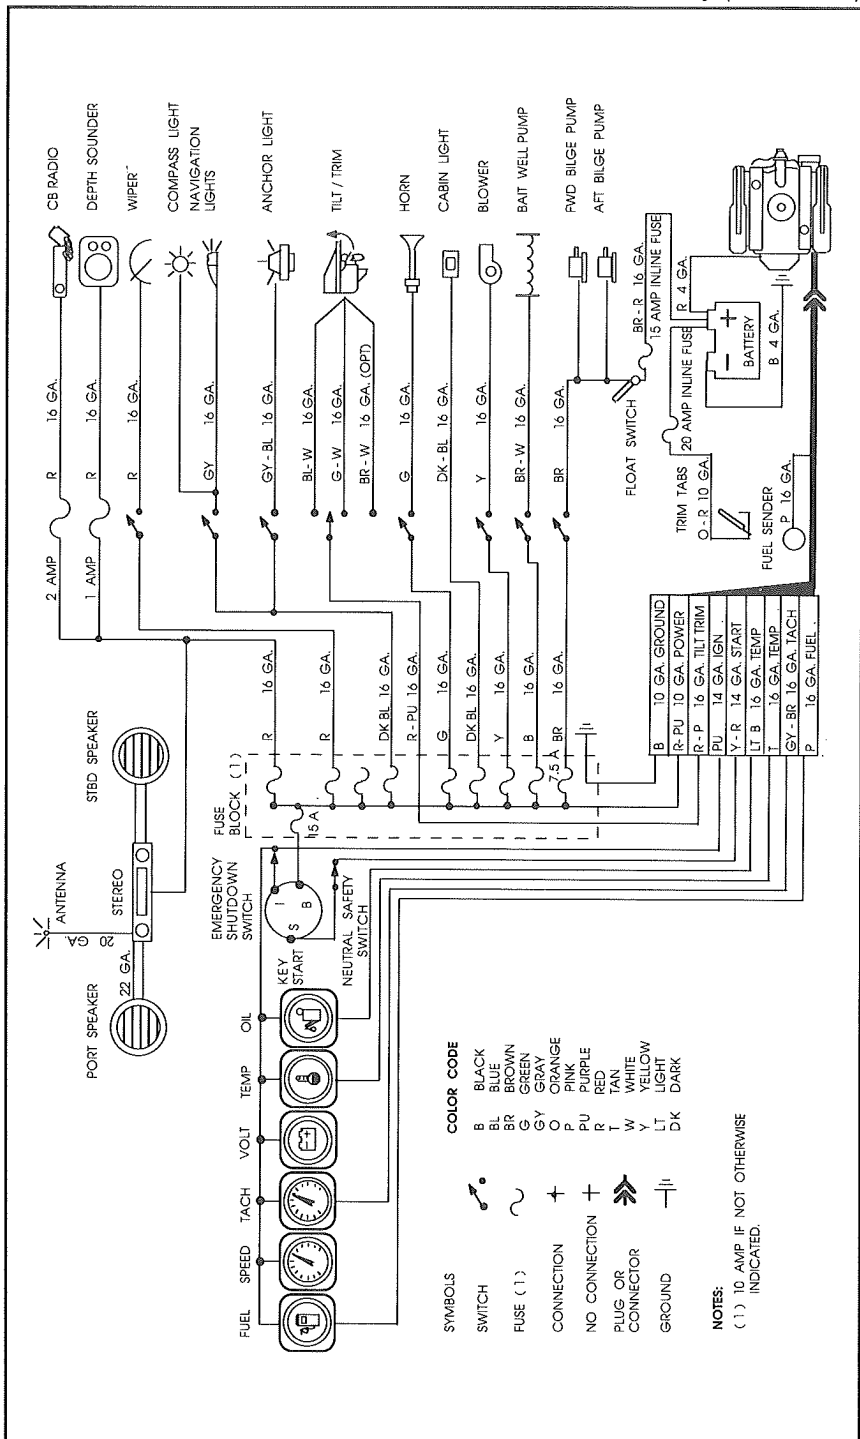 CB RADIO
DEPTH SOUNDER
WIPER
COMPASS LIGHT
NAVIGATION
LIGHTS
ANCHOR LIGHT
TILT / TRIM
HORN
CABIN LIGHT
BLOWER
BAIT WELL PUMP
FWD BILGE PUMP
AFT BILGE PUMP
2 AMP R 16 GA.
1 AMP R 16 GA.
R 16 GA.
GY 16 GA.
GY - BL 16 GA.
BL- W 16 GA.
G - W 16 GA.
BR - W 16 GA. (OPT)
G 16 GA.
DK - BL 16 GA.
Y 16 GA.
BR - W 16 GA.
BR 16 GA.
FLOAT SWITCH
BR - R 16 GA.
15 AMP INLINE FUSE
20 AMP INLINE FUSE
R 4 GA.
BATTERY
B 4 GA.
TRIM TABS
O - R 10 GA.
FUEL SENDER
P 16 GA.
STBD SPEAKER
ANTENNA
20 GA.
STEREO
22 GA.
PORT SPEAKER
FUSE
BLOCK (1)
R 16 GA.
R 16 GA.
DK BL 16 GA.
R - PU 16 GA.
G 16 GA.
DK BL 16 GA.
Y 16 GA.
B 16 GA.
BR 16 GA.
7.5 A
15 A
EMERGENCY
SHUTDOWN
SWITCH
I
B
S
KEY
START
NEUTRAL SAFETY
SWITCH
B 10 GA. GROUND
R- PU 10 GA. POWER
R - P 16 GA. TILT TRIM
PU 14 GA. IGN
Y - R 14 GA. START
LT B 16 GA. TEMP
T 16 GA. TEMP
GY - BR 16 GA. TACH
P 16 GA. FUEL
FUEL
SPEED
TACH
VOLT
TEMP
OIL
SYMBOLS
SWITCH
FUSE ( 1 )
CONNECTION
NO CONNECTION
PLUG OR
CONNECTOR
GROUND
COLOR CODE
B BLACK
BL BLUE
BR BROWN
G GREEN
GY GRAY
O ORANGE
P PINK
PU PURPLE
R RED
T TAN
W WHITE
Y YELLOW
LT LIGHT
DK DARK
NOTES:
( 1 ) 10 AMP IF NOT OTHERWISE
INDICATED.